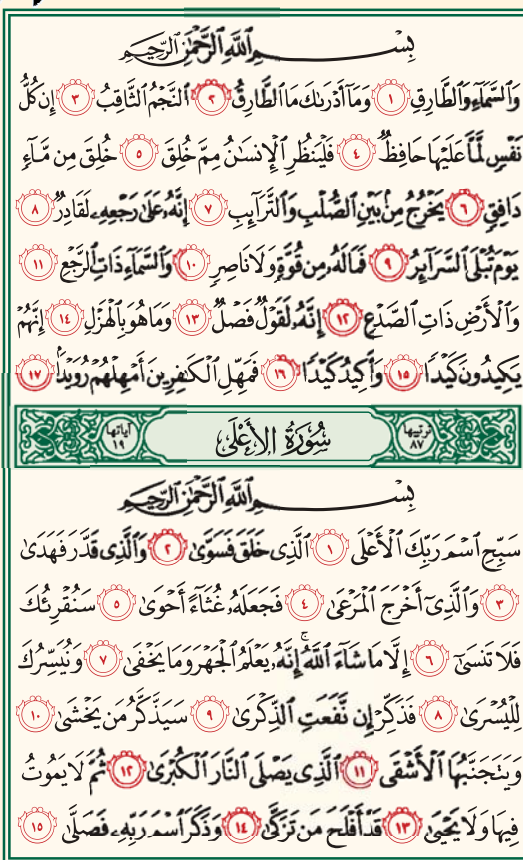 بِسْمِ ٱللَّهِ ٱلرَّحْمَٰنِ ٱلرَّحِيمِ
وَٱلسَّمَآءِ وَٱلطَّارِقِ ١ وَمَآ أَدْرَىٰكَ مَا ٱلطَّارِقُ ٢ ٱلنَّجْمُ ٱلثَّاقِبُ ٣ إِن كُلُّ
نَفْسٍ لَّمَّا عَلَيْهَا حَافِظٌ ٤ فَلْيَنظُرِ ٱلْإِنسَٰنُ مِمَّ خُلِقَ ٥ خُلِقَ مِن مَّآءٍ
دَافِقٍ ٦ يَخْرُجُ مِنۢ بَيْنِ ٱلصُّلْبِ وَٱلتَّرَآئِبِ ٧ إِنَّهُۥ عَلَىٰ رَجْعِهِۦ لَقَادِرٌ ٨
يَوْمَ تُبْلَى ٱلسَّرَآئِرُ ٩ فَمَا لَهُۥ مِن قُوَّةٍ وَلَا نَاصِرٍ ١٠ وَٱلسَّمَآءِ ذَاتِ ٱلرَّجْعِ ١١
وَٱلْأَرْضِ ذَاتِ ٱلصَّدْعِ ١٢ إِنَّهُۥ لَقَوْلٌ فَصْلٌ ١٣ وَمَا هُوَ بِٱلْهَزْلِ ١٤ إِنَّهُمْ
يَكِيدُونَ كَيْدًا ١٥ وَأَكِيدُ كَيْدًا ١٦ فَمَهِّلِ ٱلْكَٰفِرِينَ أَمْهِلْهُمْ رُوَيْدًۢا ١٧
ترتيبها ٨٧ سُورَةُ الأَعْلَى آياتها ١٩
بِسْمِ ٱللَّهِ ٱلرَّحْمَٰنِ ٱلرَّحِيمِ
سَبِّحِ ٱسْمَ رَبِّكَ ٱلْأَعْلَى ١ ٱلَّذِى خَلَقَ فَسَوَّىٰ ٢ وَٱلَّذِى قَدَّرَ فَهَدَىٰ
٣ وَٱلَّذِىٓ أَخْرَجَ ٱلْمَرْعَىٰ ٤ فَجَعَلَهُۥ غُثَآءً أَحْوَىٰ ٥ سَنُقْرِئُكَ
فَلَا تَنسَىٰٓ ٦ إِلَّا مَا شَآءَ ٱللَّهُ ۚ إِنَّهُۥ يَعْلَمُ ٱلْجَهْرَ وَمَا يَخْفَىٰ ٧ وَنُيَسِّرُكَ
لِلْيُسْرَىٰ ٨ فَذَكِّرْ إِن نَّفَعَتِ ٱلذِّكْرَىٰ ٩ سَيَذَّكَّرُ مَن يَخْشَىٰ ١٠
وَيَتَجَنَّبُهَا ٱلْأَشْقَى ١١ ٱلَّذِى يَصْلَى ٱلنَّارَ ٱلْكُبْرَىٰ ١٢ ثُمَّ لَا يَمُوتُ
فِيهَا وَلَا يَحْيَىٰ ١٣ قَدْ أَفْلَحَ مَن تَزَكَّىٰ ١٤ وَذَكَرَ ٱسْمَ رَبِّهِۦ فَصَلَّىٰ ١٥